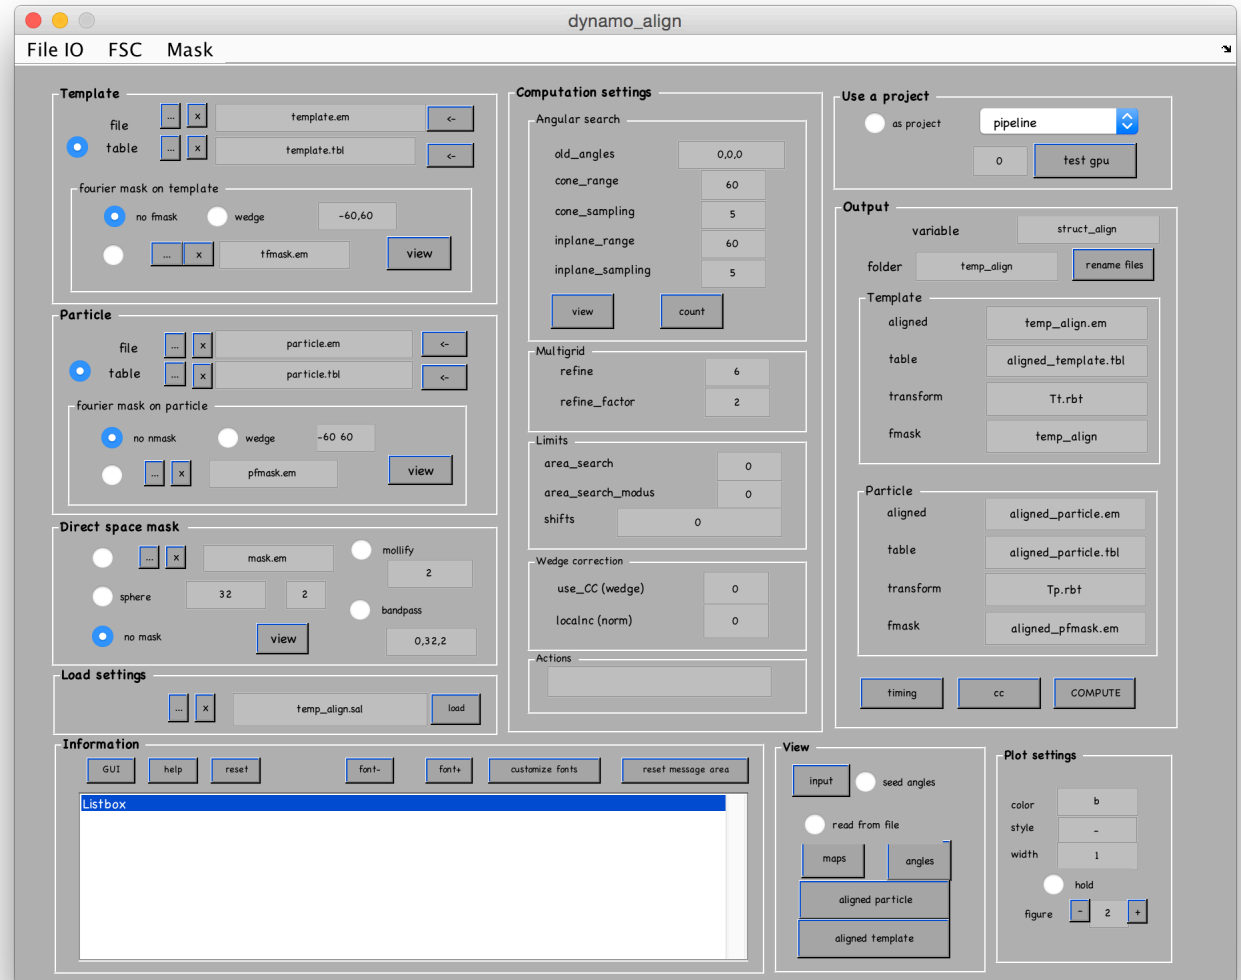 dynamo_align
File IO FSC Mask
Template
file ... x template.em <-
table ... x template.tbl <-
fourier mask on template
no fmask wedge -60,60
... x tfmask.em view
Particle
file ... x particle.em <-
table ... x particle.tbl <-
fourier mask on particle
no nmask wedge -60 60
... x pfmask.em view
Direct space mask
... x mask.em mollify
2
sphere 32 2 bandpass
no mask view 0,32,2
Load settings
... x temp_align.sal load
Computation settings
Angular search
old_angles 0,0,0
cone_range 60
cone_sampling 5
inplane_range 60
inplane_sampling 5
view count
Multigrid
refine 6
refine_factor 2
Limits
area_search 0
area_search_modus 0
shifts 0
Wedge correction
use_CC (wedge) 0
localnc (norm) 0
Actions
Use a project
as project pipeline
0 test gpu
Output
variable struct_align
folder temp_align rename files
Template
aligned temp_align.em
table aligned_template.tbl
transform Tt.rbt
fmask temp_align
Particle
aligned aligned_particle.em
table aligned_particle.tbl
transform Tp.rbt
fmask aligned_pfmask.em
timing cc COMPUTE
Information
GUI help reset font- font+ customize fonts reset message area
Listbox
View
input seed angles
read from file
maps angles
aligned particle
aligned template
Plot settings
color b
style -
width 1
hold
figure - 2 +